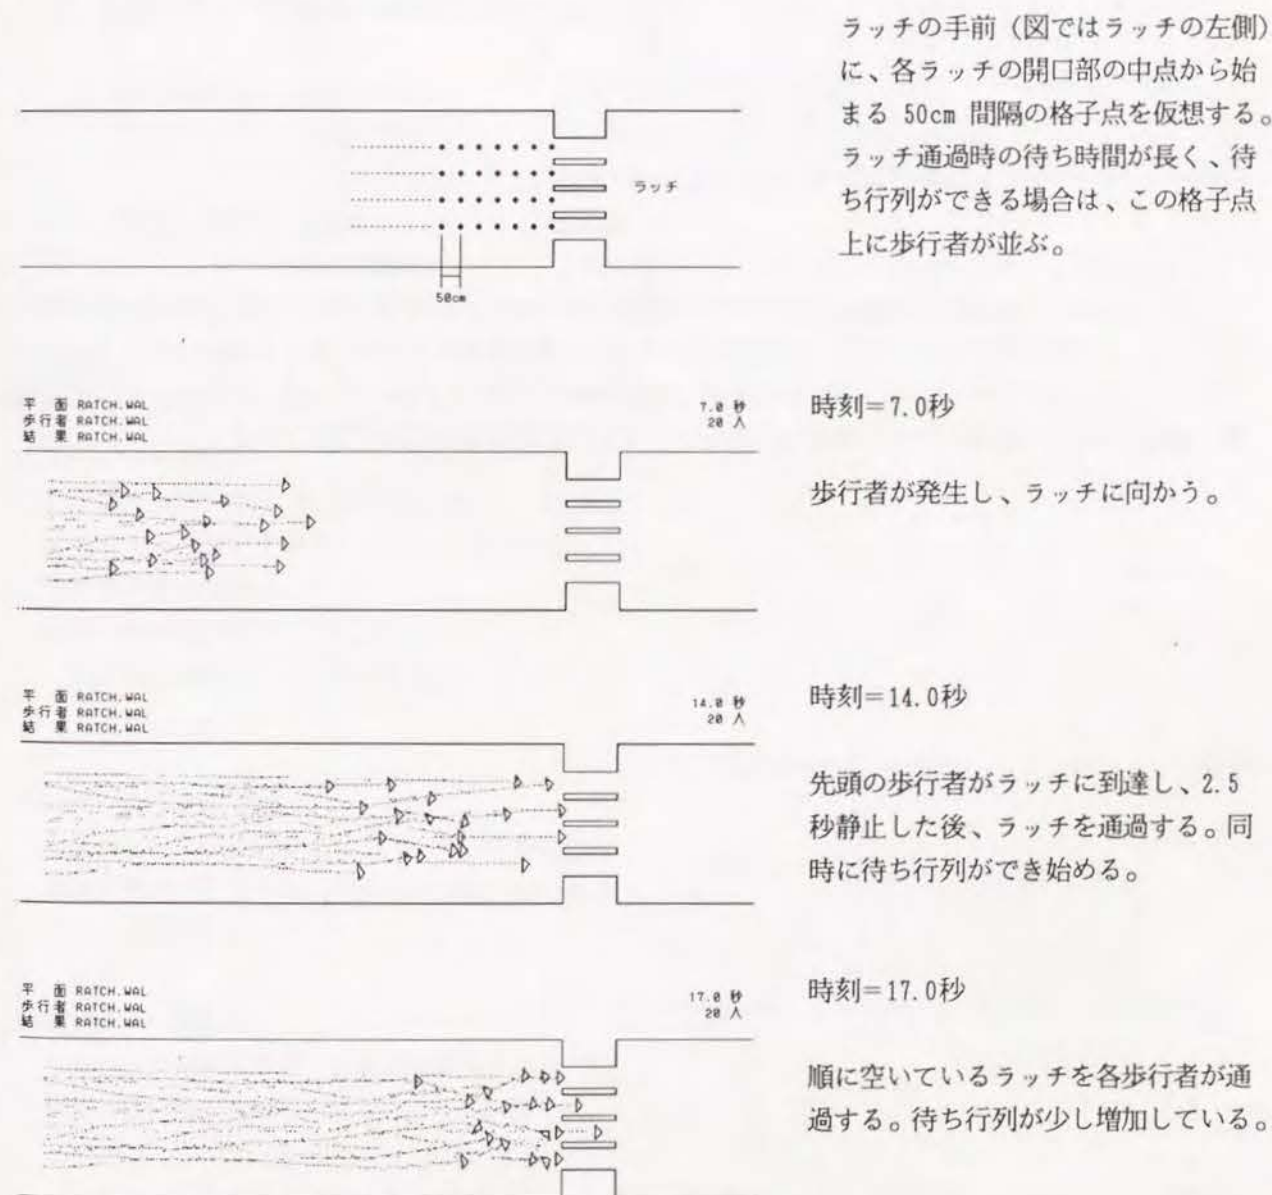 ラッチの手前（図ではラッチの左側）
に、各ラッチの開口部の中点から始
まる 50cm 間隔の格子点を仮想する。
ラッチ通過時の待ち時間が長く、待
ち行列ができる場合は、この格子点
上に歩行者が並ぶ。
ラッチ
50cm
平 面 RATCH.WAL
歩行者 RATCH.WAL
結 果 RATCH.WAL
7.0 秒
20 人
時刻＝7.0秒
歩行者が発生し、ラッチに向かう。
平 面 RATCH.WAL
歩行者 RATCH.WAL
結 果 RATCH.WAL
14.0 秒
20 人
時刻＝14.0秒
先頭の歩行者がラッチに到達し、2.5
秒静止した後、ラッチを通過する。同
時に待ち行列ができ始める。
平 面 RATCH.WAL
歩行者 RATCH.WAL
結 果 RATCH.WAL
17.0 秒
20 人
時刻＝17.0秒
順に空いているラッチを各歩行者が通
過する。待ち行列が少し増加している。